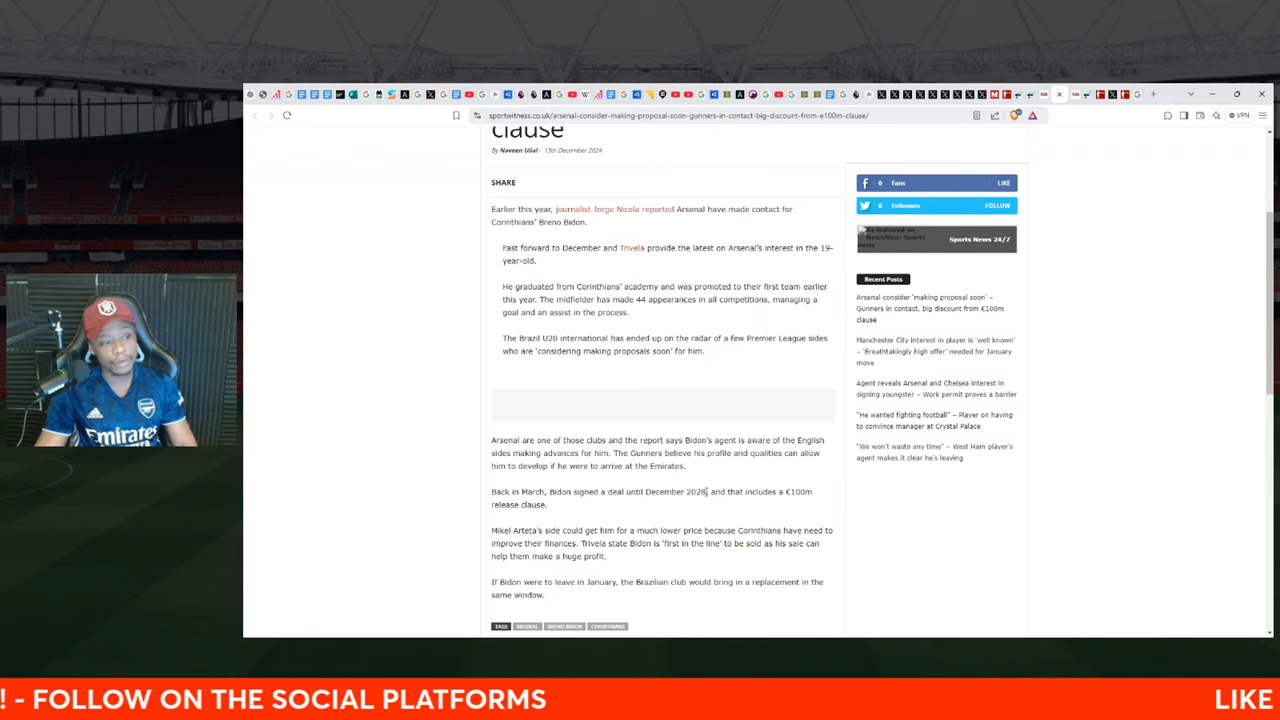 sportwitness.co.uk/arsenal-consider-making-proposal-soon-gunners-in-contact-big-discount-from-e100m-clause/
VPN
clause
By Naveen Ullal - 13th December 2024
SHARE
Earlier this year, journalist Jorge Nicola reported Arsenal have made contact for
Corinthians' Breno Bidon.
Fast forward to December and Trivela provide the latest on Arsenal's interest in the 19-
year-old.
He graduated from Corinthians' academy and was promoted to their first team earlier
this year. The midfielder has made 44 appearances in all competitions, managing a
goal and an assist in the process.
The Brazil U20 international has ended up on the radar of a few Premier League sides
who are 'considering making proposals soon' for him.
Arsenal are one of those clubs and the report says Bidon's agent is aware of the English
sides making advances for him. The Gunners believe his profile and qualities can allow
him to develop if he were to arrive at the Emirates.
Back in March, Bidon signed a deal until December 2028, and that includes a €100m
release clause.
Mikel Arteta's side could get him for a much lower price because Corinthians have need to
improve their finances. Trivela state Bidon is 'first in the line' to be sold as his sale can
help them make a huge profit.
If Bidon were to leave in January, the Brazilian club would bring in a replacement in the
same window.
TAGS ARSENAL BRENO BIDON CORINTHIANS
0 Fans LIKE
0 Followers FOLLOW
As featured on
NewsNow: Sports
news
Sports News 24/7
Recent Posts
Arsenal consider 'making proposal soon' –
Gunners in contact, big discount from €100m
clause
Manchester City interest in player is 'well known'
– 'Breathtakingly high offer' needed for January
move
Agent reveals Arsenal and Chelsea interest in
signing youngster – Work permit proves a barrier
"He wanted fighting football" – Player on having
to convince manager at Crystal Palace
"We won't waste any time" – West Ham player's
agent makes it clear he's leaving
Emirates
! - FOLLOW ON THE SOCIAL PLATFORMS
LIKE